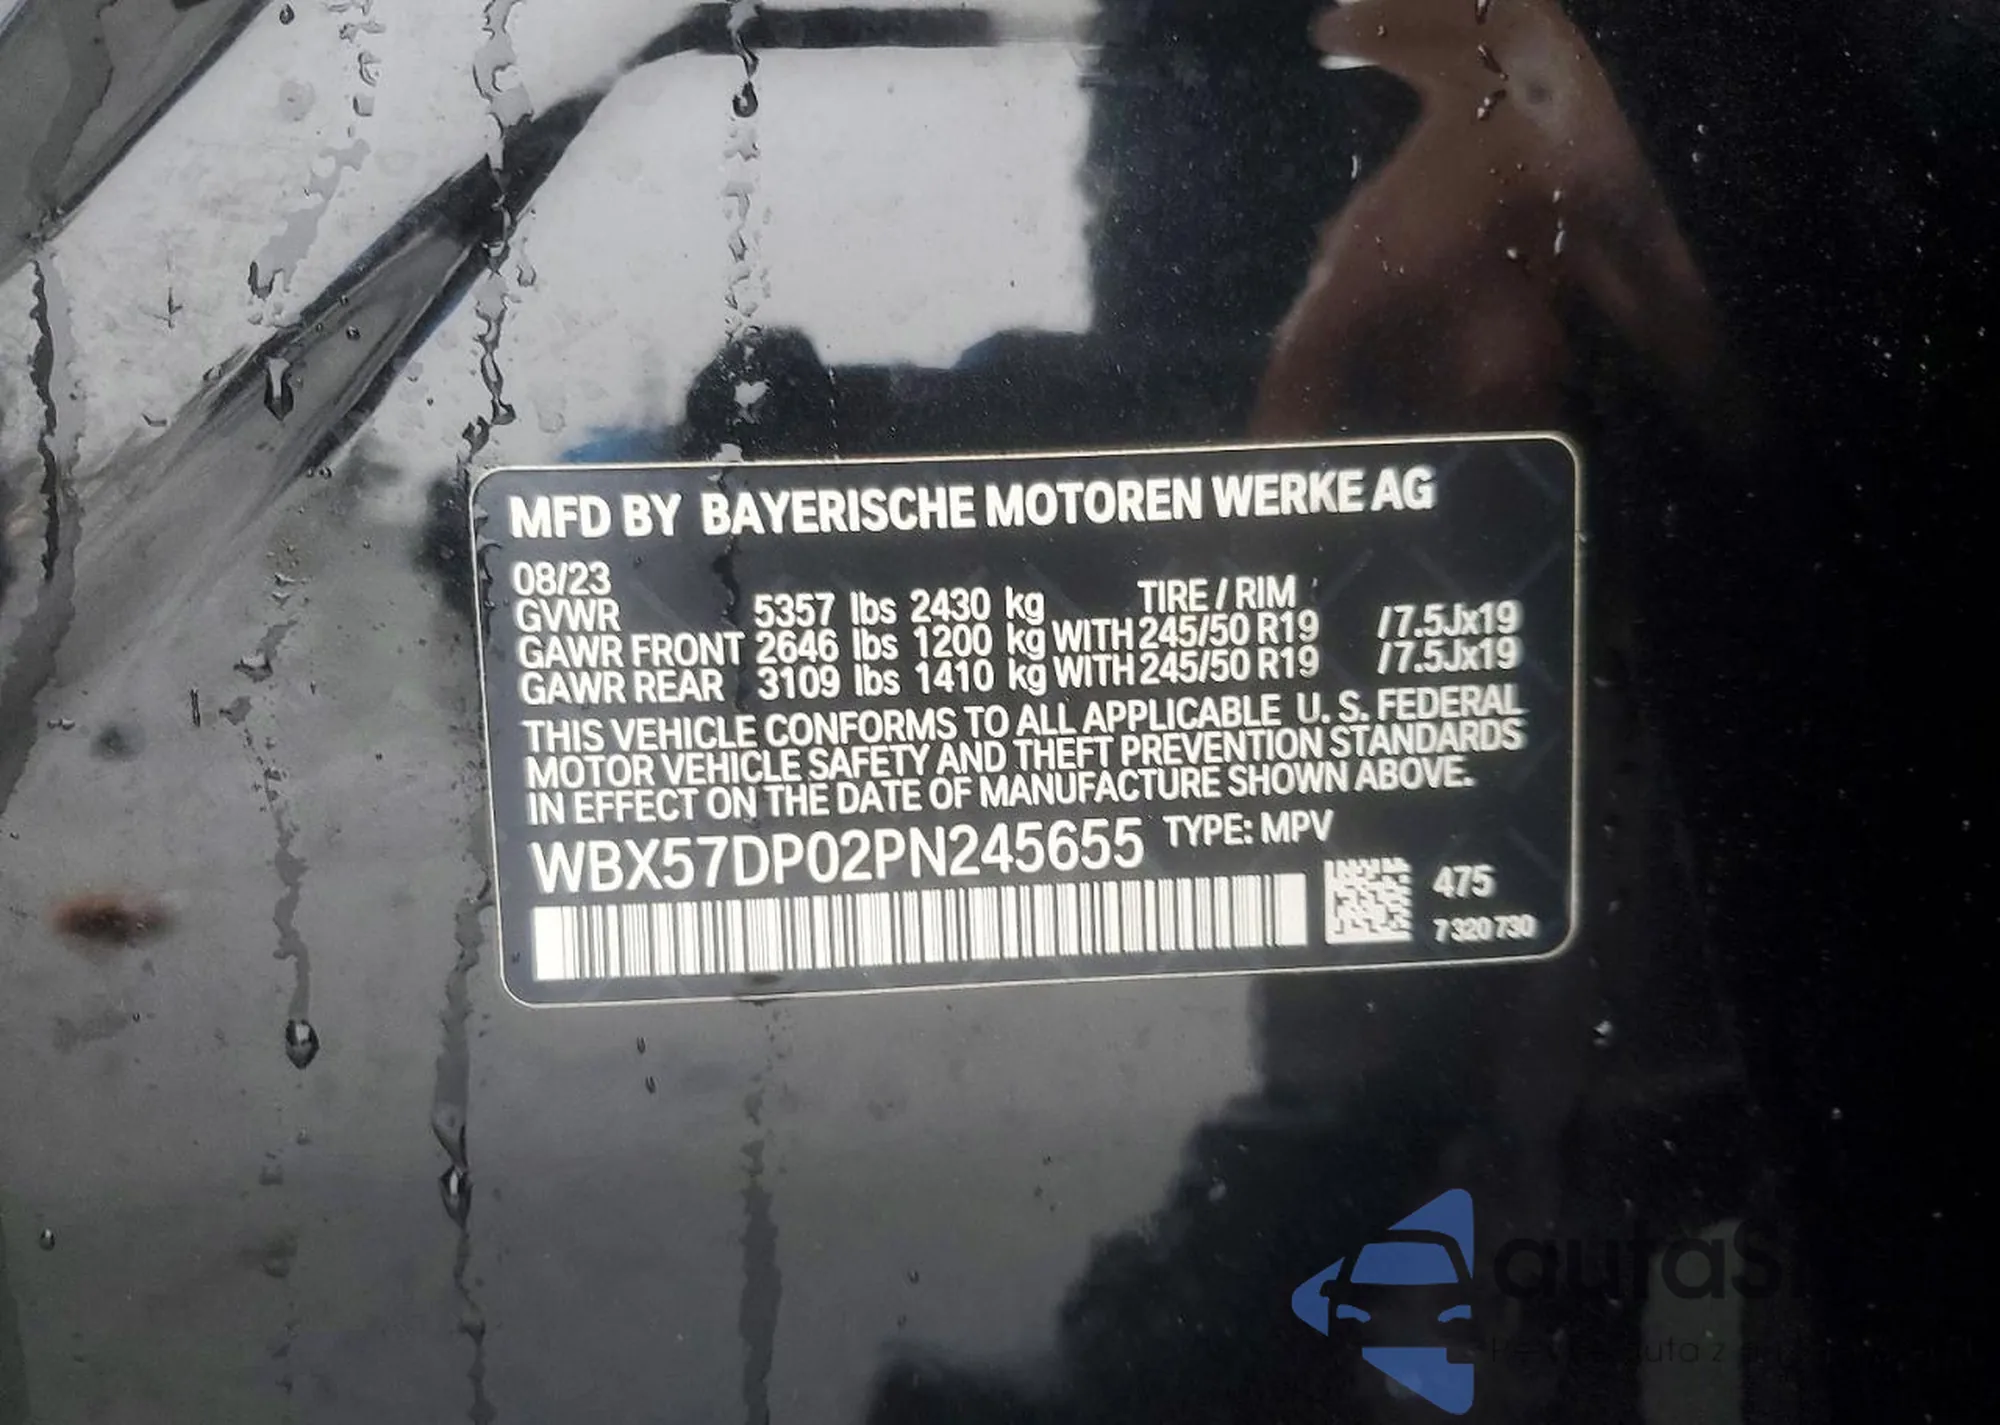 MFD BY BAYERISCHE MOTOREN WERKE AG
08/23 TIRE / RIM
GVWR 5357 lbs 2430 kg
GAWR FRONT 2646 lbs 1200 kg WITH 245/50 R19 /7.5Jx19
GAWR REAR 3109 lbs 1410 kg WITH 245/50 R19 /7.5Jx19
THIS VEHICLE CONFORMS TO ALL APPLICABLE U. S. FEDERAL
MOTOR VEHICLE SAFETY AND THEFT PREVENTION STANDARDS
IN EFFECT ON THE DATE OF MANUFACTURE SHOWN ABOVE.
WBX57DP02PN245655 TYPE: MPV
475
7 320 730